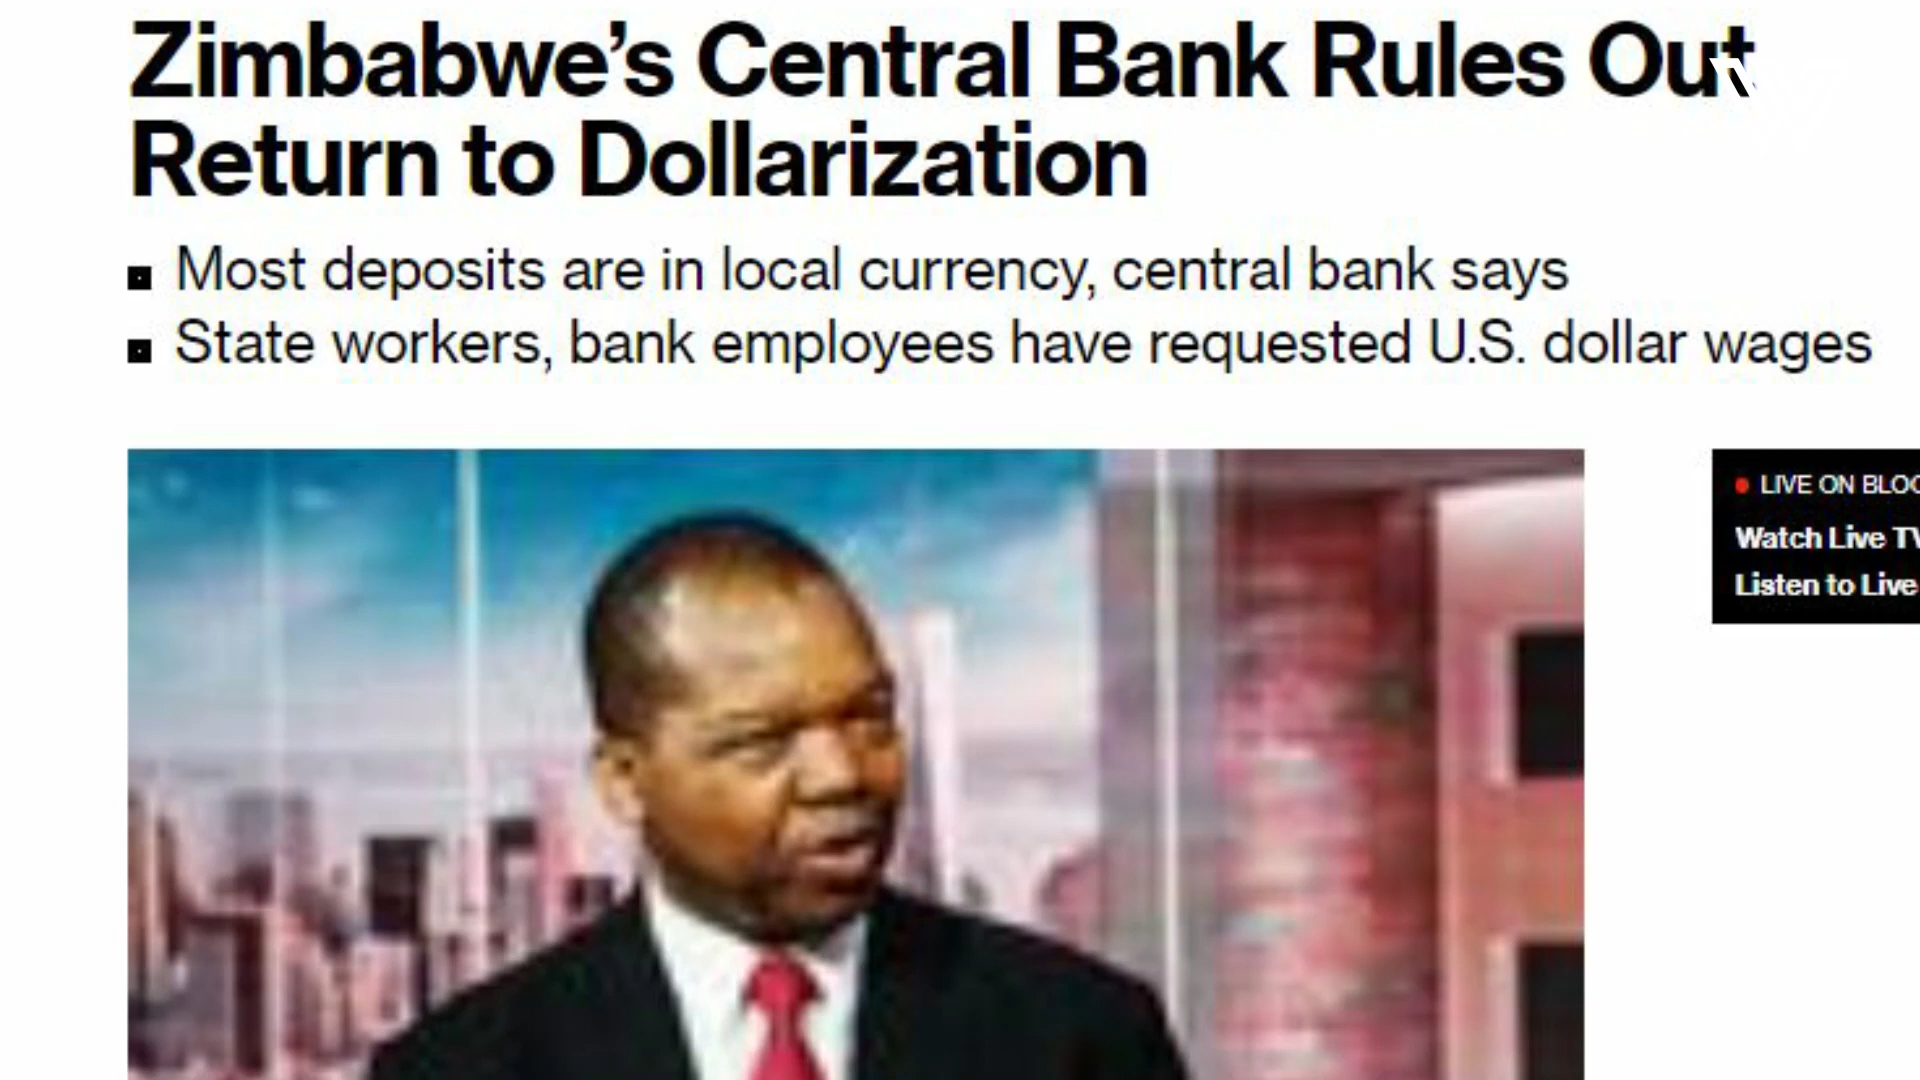 Zimbabwe’s Central Bank Rules Out
Return to Dollarization
Most deposits are in local currency, central bank says
State workers, bank employees have requested U.S. dollar wages
LIVE ON
Watch Live
Listen to Live